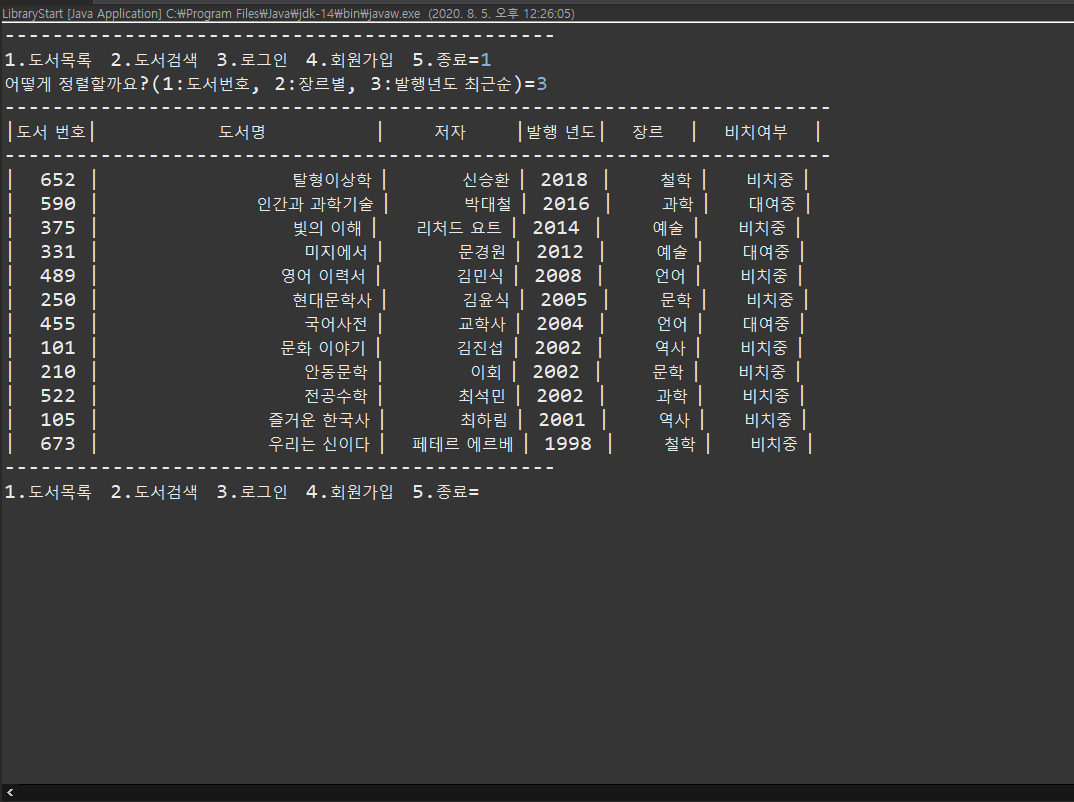 LibraryStart [Java Application] C:₩Program Files₩Java₩jdk-14₩bin₩javaw.exe (2020. 8. 5. 오후 12:26:05)
-----------------------------------------------
1.도서목록 2.도서검색 3.로그인 4.회원가입 5.종료=1
어떻게 정렬할까요?(1:도서번호, 2:장르별, 3:발행년도 최근순)=3
----------------------------------------------------------------------
|도서 번호| 도서명 | 저자 |발행 년도| 장르 | 비치여부 |
----------------------------------------------------------------------
| 652 | 탈형이상학 | 신승환 | 2018 | 철학 | 비치중 |
| 590 | 인간과 과학기술 | 박대철 | 2016 | 과학 | 대여중 |
| 375 | 빛의 이해 | 리처드 요트 | 2014 | 예술 | 비치중 |
| 331 | 미지에서 | 문경원 | 2012 | 예술 | 대여중 |
| 489 | 영어 이력서 | 김민식 | 2008 | 언어 | 비치중 |
| 250 | 현대문학사 | 김윤식 | 2005 | 문학 | 비치중 |
| 455 | 국어사전 | 교학사 | 2004 | 언어 | 대여중 |
| 101 | 문화 이야기 | 김진섭 | 2002 | 역사 | 비치중 |
| 210 | 안동문학 | 이회 | 2002 | 문학 | 비치중 |
| 522 | 전공수학 | 최석민 | 2002 | 과학 | 비치중 |
| 105 | 즐거운 한국사 | 최하림 | 2001 | 역사 | 비치중 |
| 673 | 우리는 신이다 | 페테르 에르베 | 1998 | 철학 | 비치중 |
-----------------------------------------------
1.도서목록 2.도서검색 3.로그인 4.회원가입 5.종료=